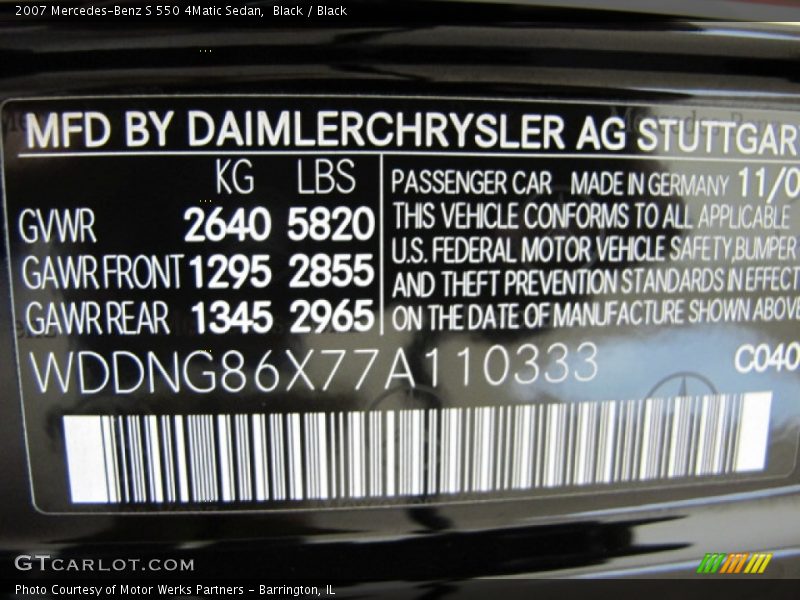 2007 Mercedes-Benz S 550 4Matic Sedan,  Black / Black
MFD BY DAIMLERCHRYSLER AG STUTTGAR
KG LBS
GVWR 2640 5820
GAWR FRONT 1295 2855
GAWR REAR 1345 2965
PASSENGER CAR MADE IN GERMANY 11/0
THIS VEHICLE CONFORMS TO ALL APPLICABLE
U.S. FEDERAL MOTOR VEHICLE SAFETY,BUMPER
AND THEFT PREVENTION STANDARDS IN EFFECT
ON THE DATE OF MANUFACTURE SHOWN ABOVE
WDDNG86X77A110333 C040
GTCARLOT.COM
Photo Courtesy of Motor Werks Partners - Barrington, IL